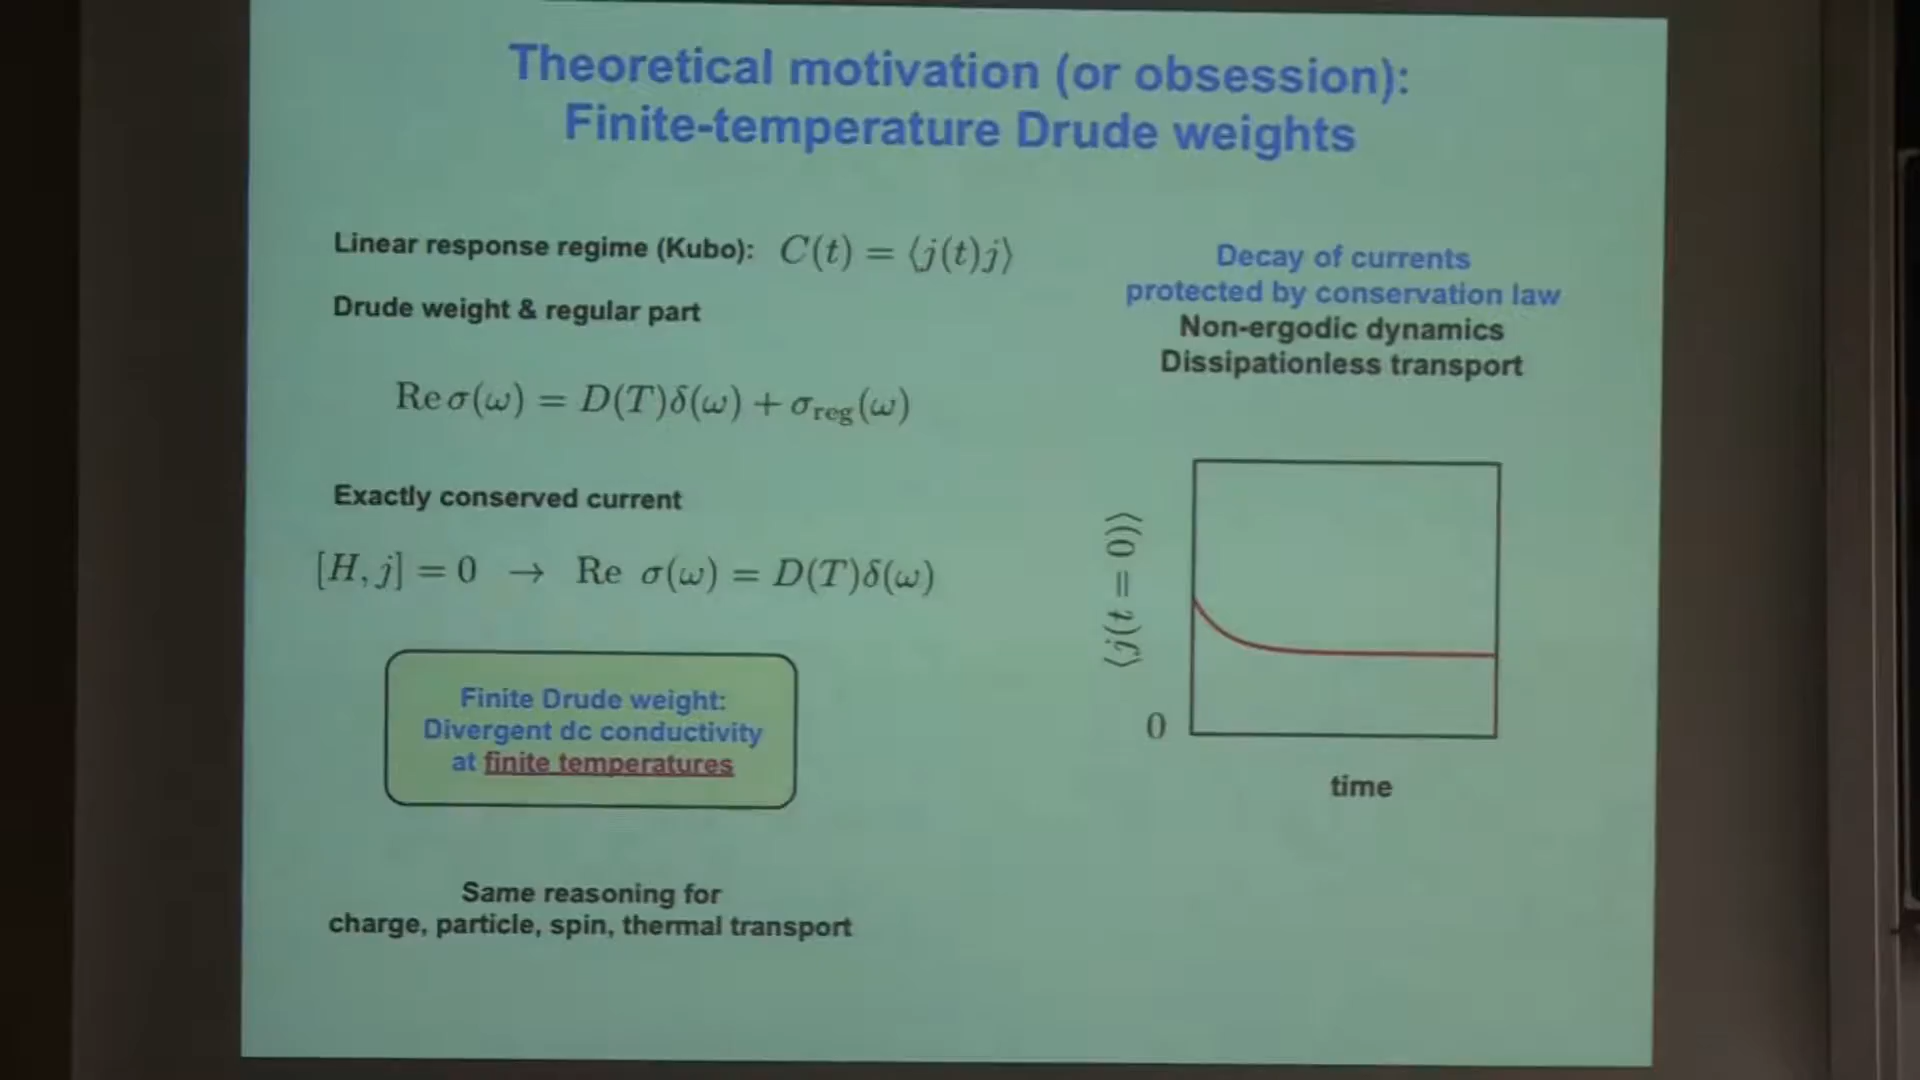 Theoretical motivation (or obsession):
Finite-temperature Drude weights
Linear response regime (Kubo): C(t) = ⟨j(t)j⟩
Drude weight & regular part
Re σ(ω) = D(T)δ(ω) + σ_reg(ω)
Exactly conserved current
[H, j] = 0 → Re σ(ω) = D(T)δ(ω)
Finite Drude weight:
Divergent dc conductivity
at finite temperatures
Same reasoning for
charge, particle, spin, thermal transport
Decay of currents
protected by conservation law
Non-ergodic dynamics
Dissipationless transport
⟨j(t = 0)⟩
0
time